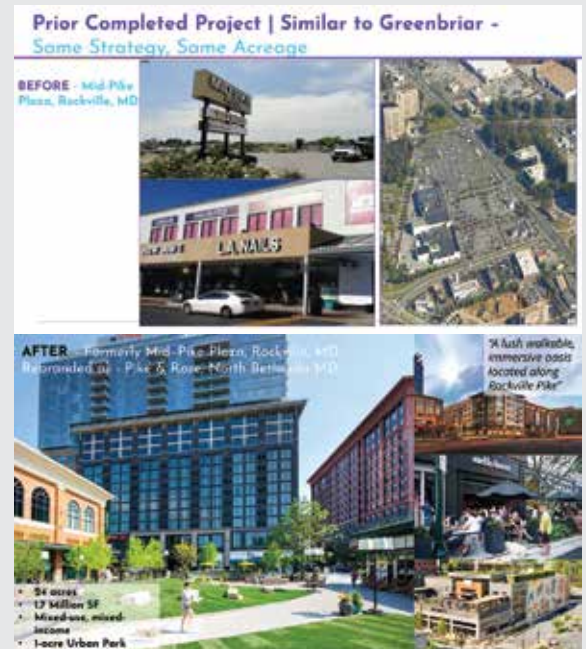 Prior Completed Project | Similar to Greenbriar -
Same Strategy, Same Acreage
BEFORE - Mid-Pike
Plaza, Rockville, MD
L.A. NAILS
AFTER - Formerly Mid-Pike Plaza, Rockville, MD
Rebranded as - Pike & Rose, North Bethesda MD
"A lush, walkable,
immersive oasis
located along
Rockville Pike"
• 24 acres
• 1.7 Million SF
• Mixed-use, mixed-
income
• 1-acre Urban Park